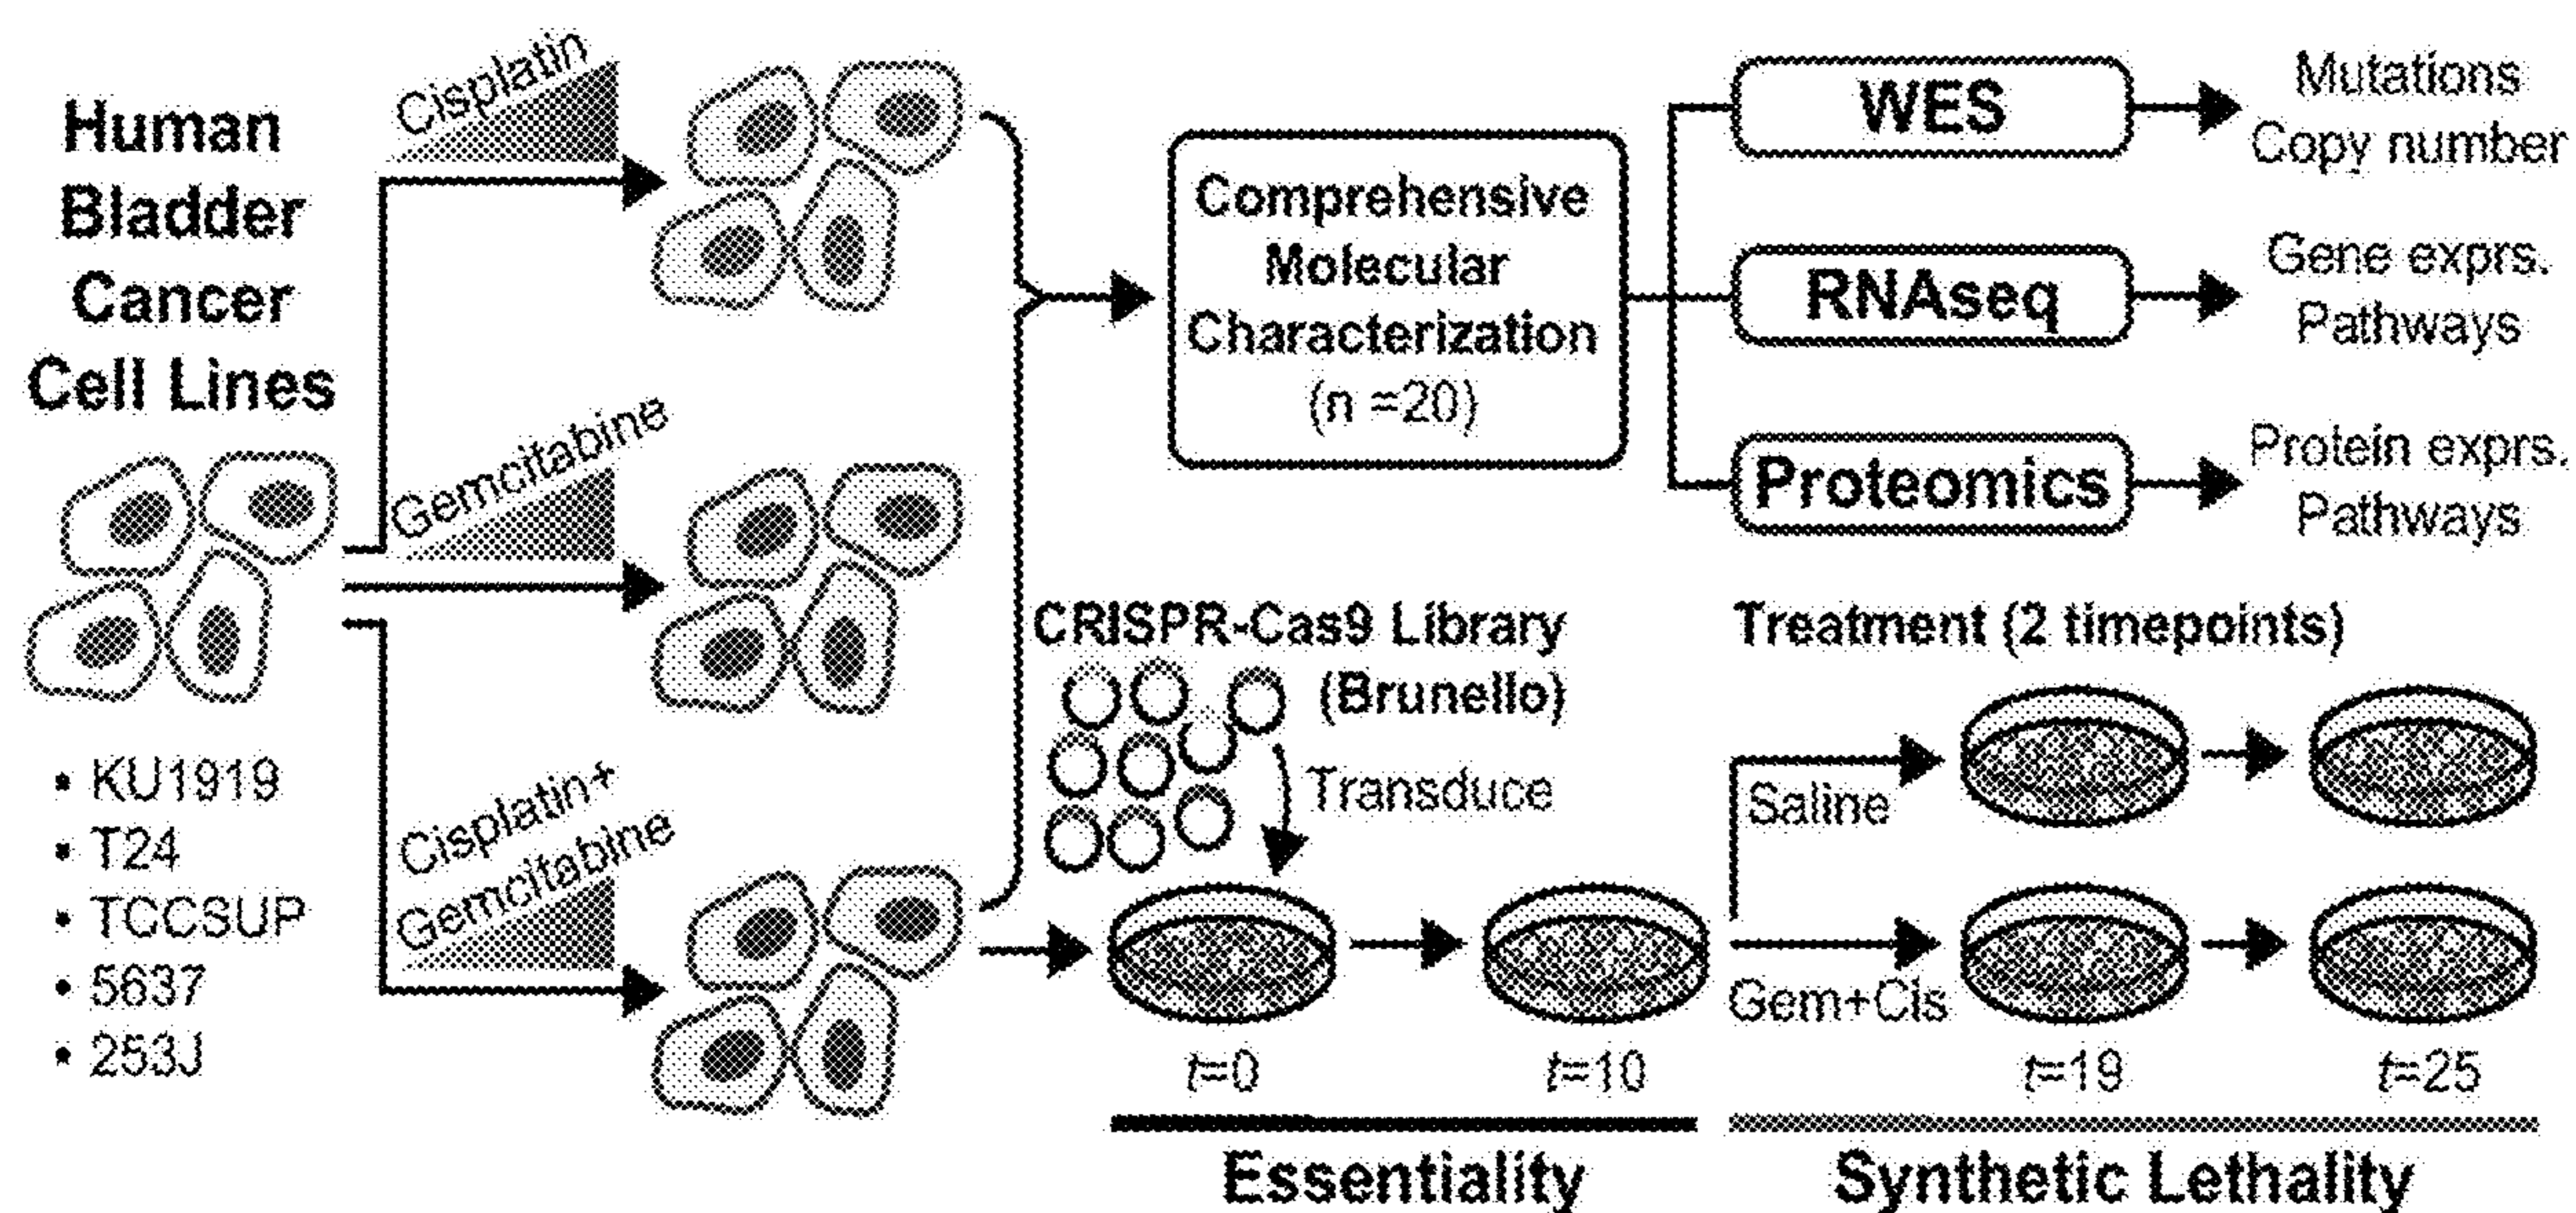 Human
Bladder
Cancer
Cell Lines
• KU1919
• T24
• TCCSUP
• 5637
• 253J
Cisplatin
Gemcitabine
Cisplatin+
Gemcitabine
Comprehensive
Molecular
Characterization
(n =20)
WES
Mutations
Copy number
RNAseq
Gene exprs.
Pathways
Proteomics
Protein exprs.
Pathways
CRISPR-Cas9 Library
(Brunello)
Transduce
Treatment (2 timepoints)
Saline
Gem+Cis
t=0
t=10
t=19
t=25
Essentiality
Synthetic Lethality